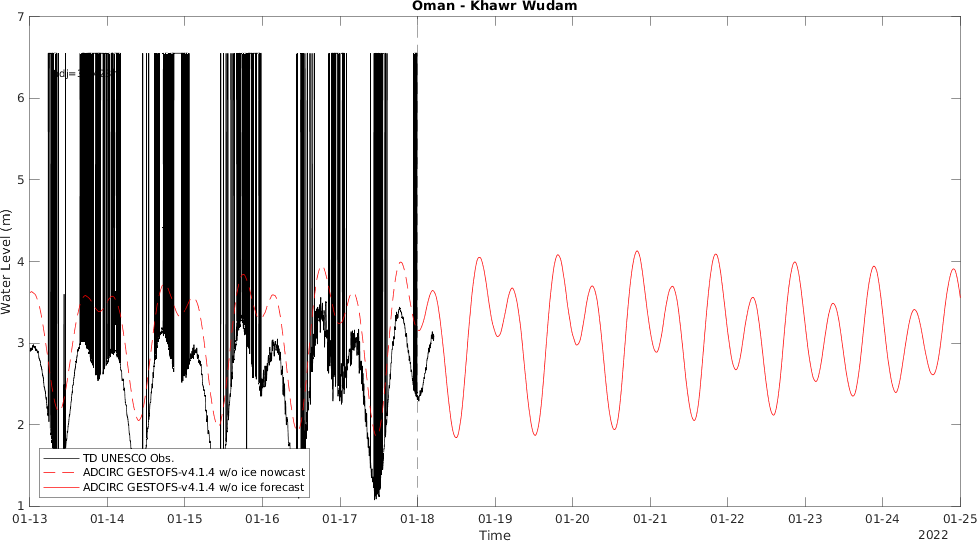 Oman - Khawr Wudam
7
6
5
4
3
2
1
Water Level (m)
TD UNESCO Obs.
ADCIRC GESTOFS-v4.1.4 w/o ice nowcast
ADCIRC GESTOFS-v4.1.4 w/o ice forecast
01-13 01-14 01-15 01-16 01-17 01-18 01-19 01-20 01-21 01-22 01-23 01-24 01-25
Time
2022